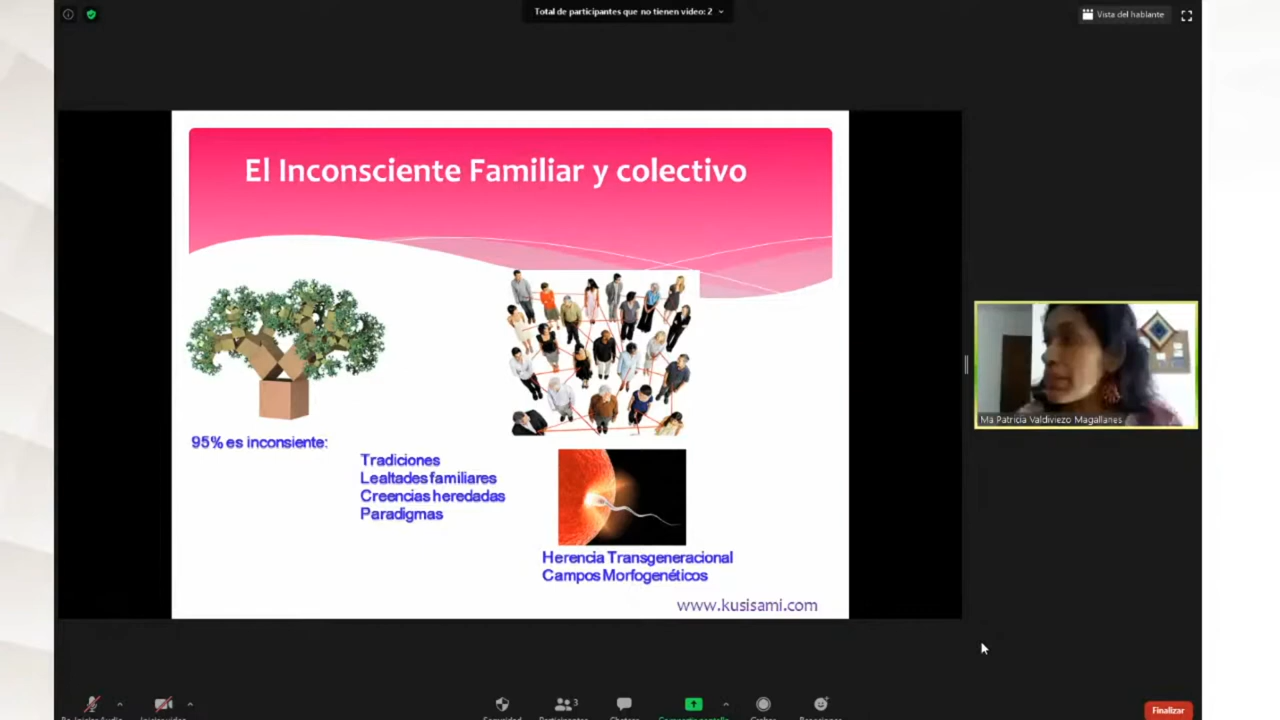 Total de participantes que no tienen video: 2
Vista del hablante
El Inconsciente Familiar y colectivo
95% es inconsiente:
Tradiciones
Lealtades familiares
Creencias heredadas
Paradigmas
Herencia Transgeneracional
Campos Morfogenéticos
www.kusisami.com
Ma Patricia Valdiviezo Magallanes
3
Finalizar